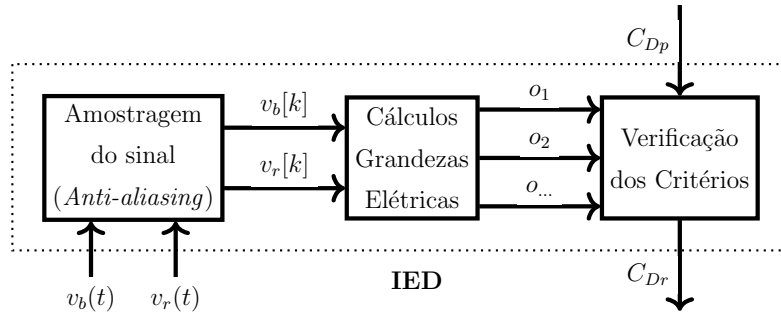 C_{Dp}
Amostragem
do sinal
(Anti-aliasing)
v_b[k]
v_r[k]
Cálculos
Grandezas
Elétricas
o_1
o_2
o_{...}
Verificação
dos Critérios
v_b(t)
v_r(t)
IED
C_{Dr}